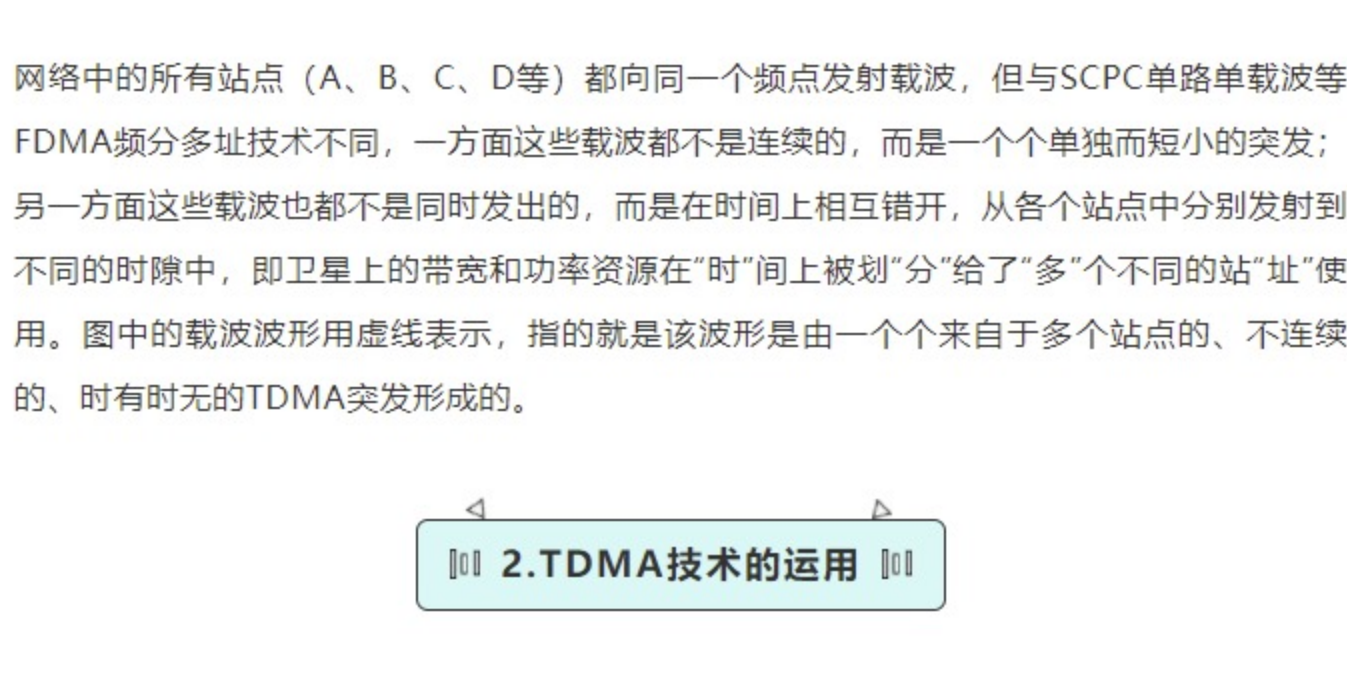 网络中的所有站点（A、B、C、D等）都向同一个频点发射载波，但与SCPC单路单载波等
FDMA频分多址技术不同，一方面这些载波都不是连续的，而是一个个单独而短小的突发；
另一方面这些载波也都不是同时发出的，而是在时间上相互错开，从各个站点中分别发射到
不同的时隙中，即卫星上的带宽和功率资源在“时”间上被划“分”给了“多”个不同的站“址”使
用。图中的载波波形用虚线表示，指的就是该波形是由一个个来自于多个站点的、不连续
的、时有时无的TDMA突发形成的。
2.TDMA技术的运用